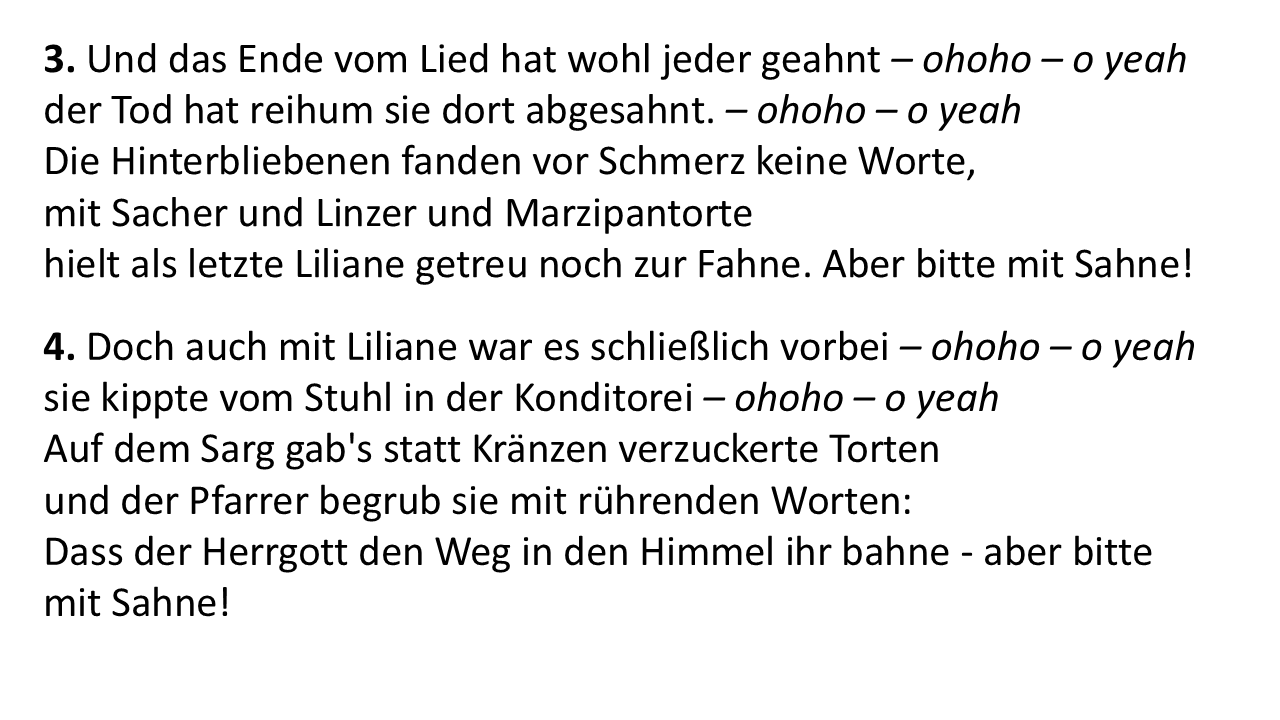 3. Und das Ende vom Lied hat wohl jeder geahnt – ohoho – o yeah
der Tod hat reihum sie dort abgesahnt. – ohoho – o yeah
Die Hinterbliebenen fanden vor Schmerz keine Worte,
mit Sacher und Linzer und Marzipantorte
hielt als letzte Liliane getreu noch zur Fahne. Aber bitte mit Sahne!
4. Doch auch mit Liliane war es schließlich vorbei – ohoho – o yeah
sie kippte vom Stuhl in der Konditorei – ohoho – o yeah
Auf dem Sarg gab's statt Kränzen verzuckerte Torten
und der Pfarrer begrub sie mit rührenden Worten:
Dass der Herrgott den Weg in den Himmel ihr bahne - aber bitte
mit Sahne!